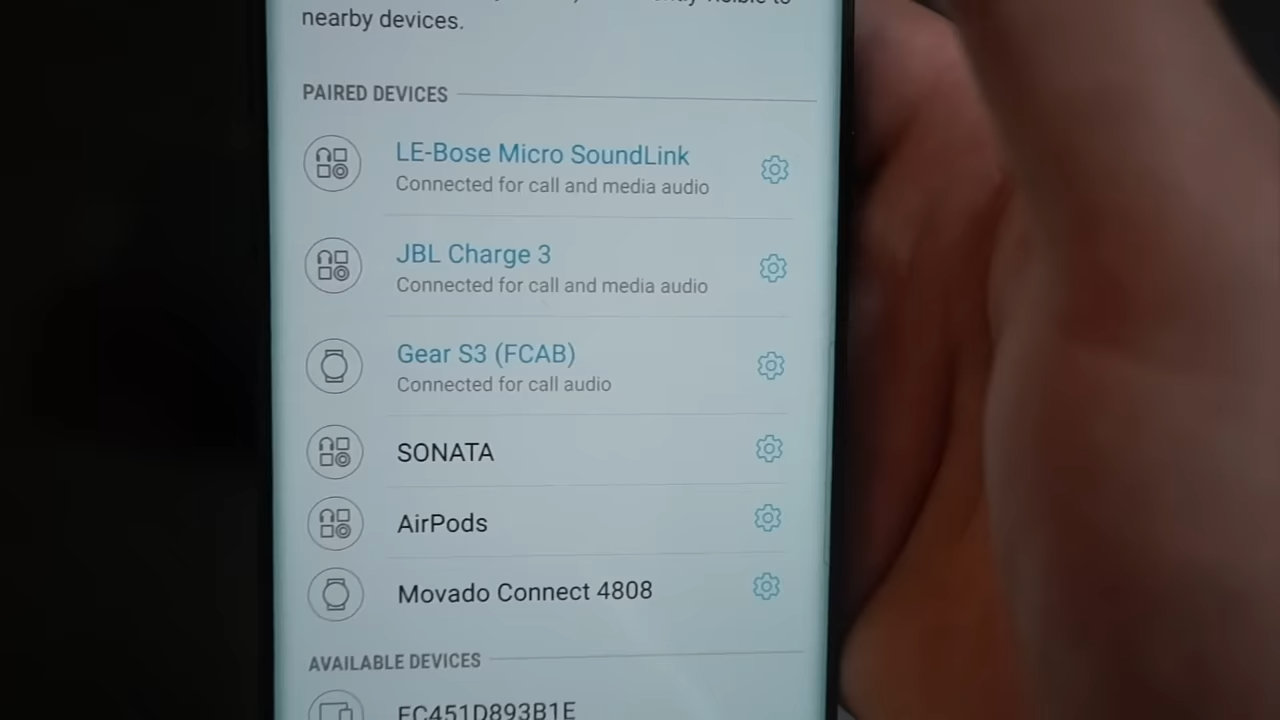 nearby devices.
PAIRED DEVICES
LE-Bose Micro SoundLink
Connected for call and media audio
JBL Charge 3
Connected for call and media audio
Gear S3 (FCAB)
Connected for call audio
SONATA
AirPods
Movado Connect 4808
AVAILABLE DEVICES
FC451D893B1E